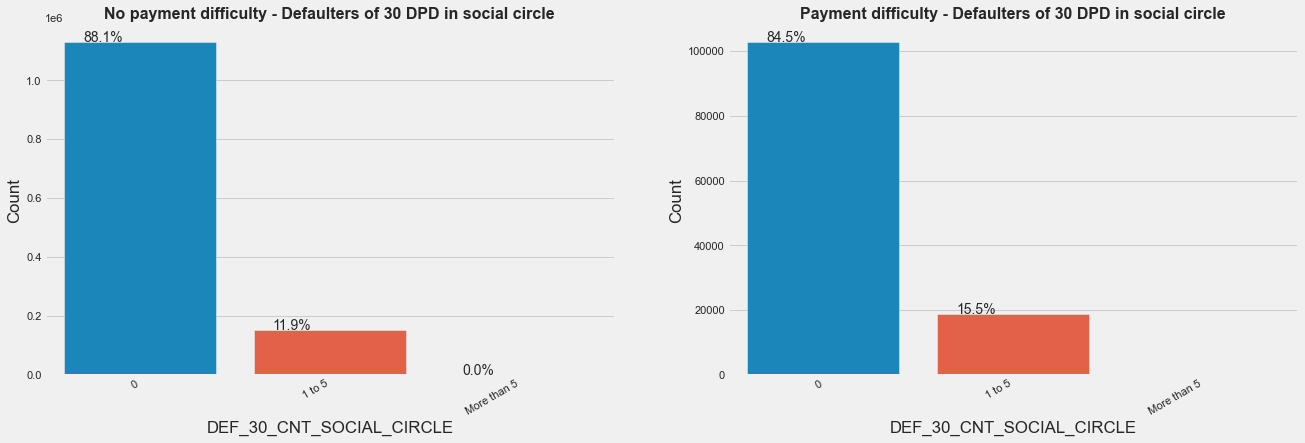 No payment difficulty - Defaulters of 30 DPD in social circle
1e6
88.1%
1.0
0.8
0.6
0.4
0.2
0.0
Count
11.9%
0.0%
0
1 to 5
More than 5
DEF_30_CNT_SOCIAL_CIRCLE
Payment difficulty - Defaulters of 30 DPD in social circle
84.5%
100000
80000
60000
40000
20000
0
Count
15.5%
0
1 to 5
More than 5
DEF_30_CNT_SOCIAL_CIRCLE